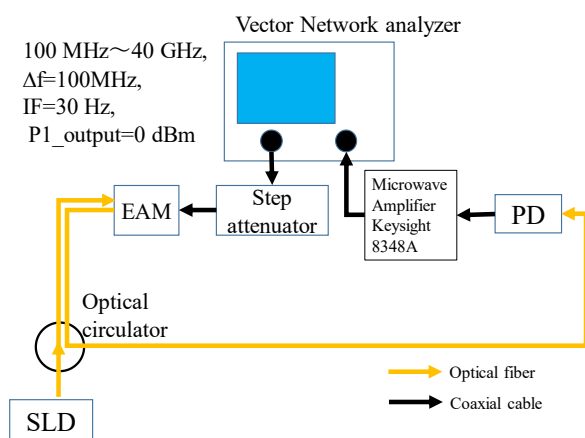 Vector Network analyzer
100 MHz～40 GHz,
Δf=100MHz,
IF=30 Hz,
P1_output=0 dBm
EAM
Step
attenuator
Microwave
Amplifier
Keysight
8348A
PD
Optical
circulator
SLD
Optical fiber
Coaxial cable